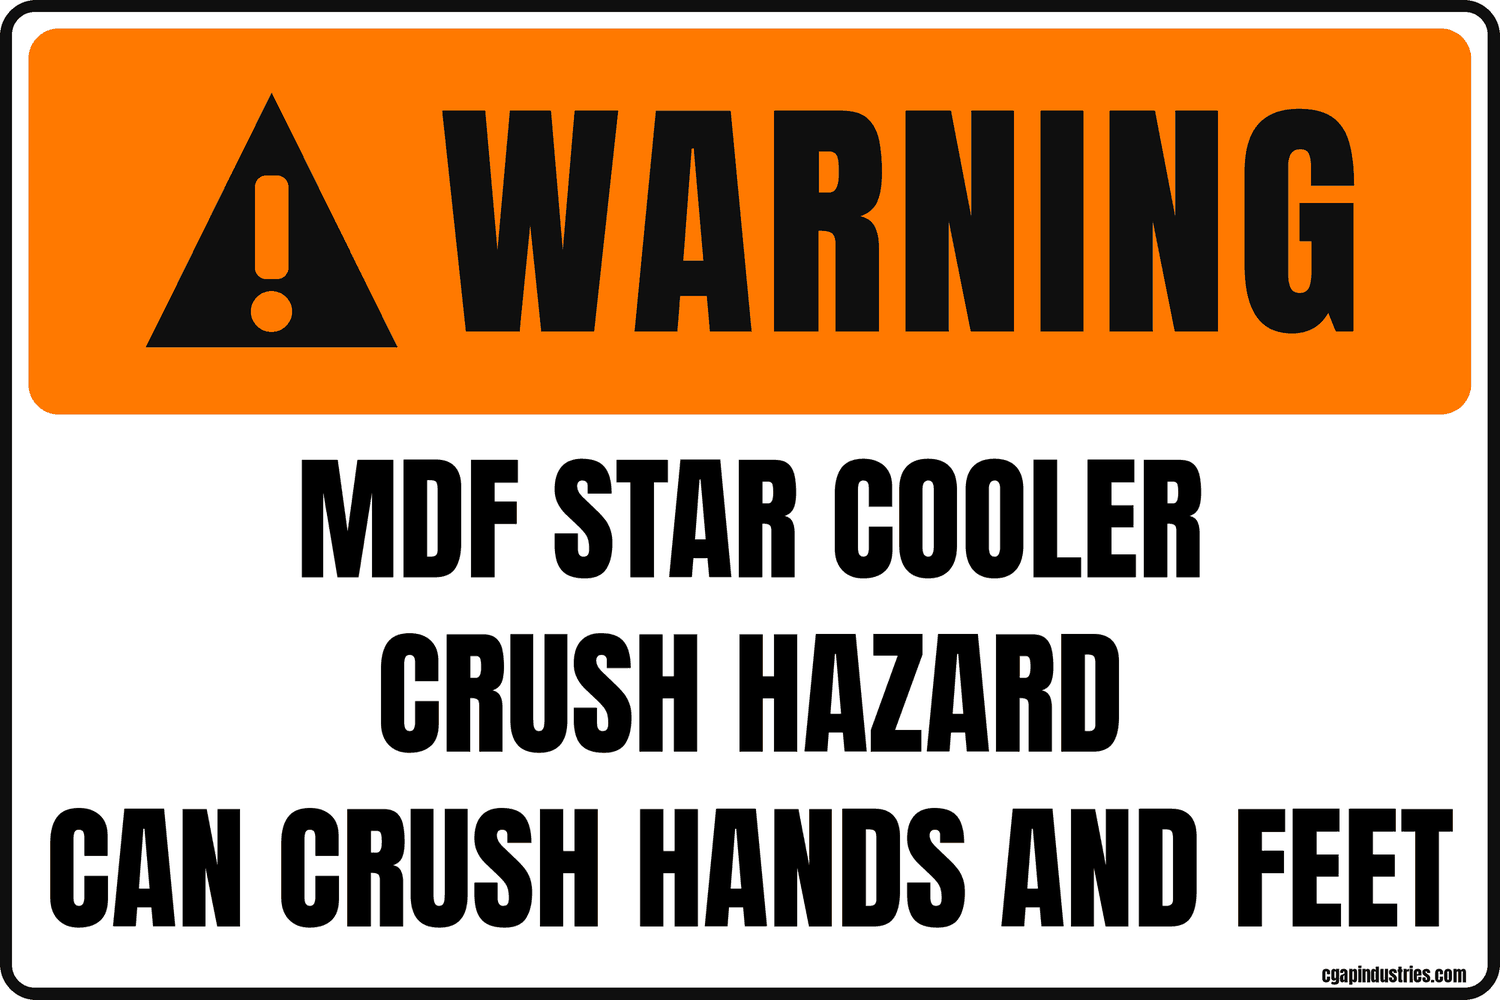 WARNING
MDF STAR COOLER
CRUSH HAZARD
CAN CRUSH HANDS AND FEET
cgapindustries.com